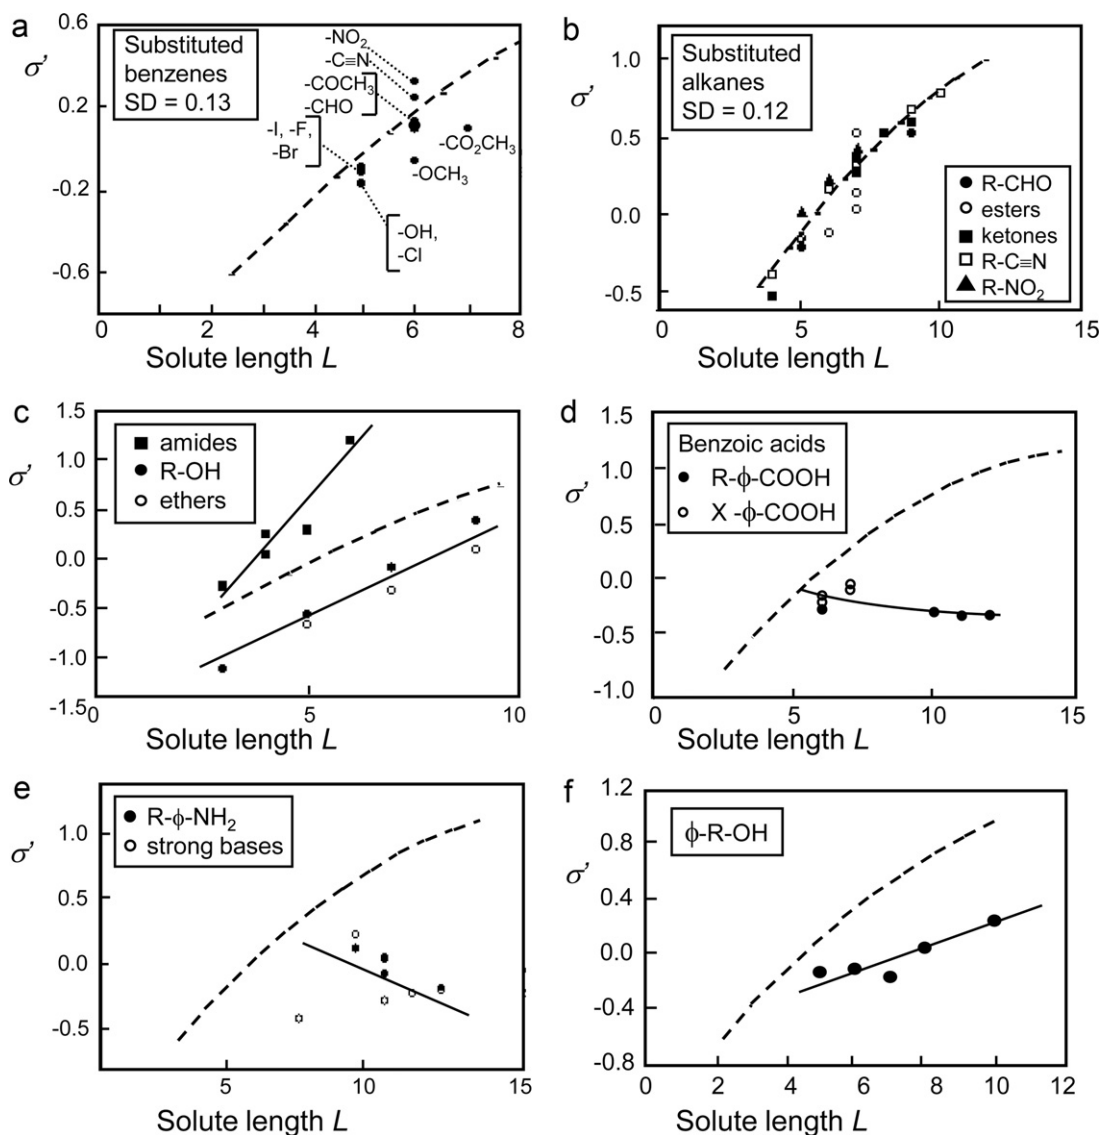 a
0.6
σ’
0.2
-0.2
-0.6
Substituted
benzenes
SD = 0.13
-NO₂
-C≡N
-COCH₃
-CHO
-I, -F,
-Br
-CO₂CH₃
-OCH₃
-OH,
-Cl
0 2 4 6 8
Solute length L
b
1.0
σ’
0.5
0.0
-0.5
Substituted
alkanes
SD = 0.12
R-CHO
esters
ketones
R-C≡N
R-NO₂
0 5 10 15
Solute length L
c
1.5
1.0
σ’
0.5
0.0
-0.5
-1.0
-1.5
amides
R-OH
ethers
0 5 10
Solute length L
d
1.5
1.0
σ’
0.5
-0.0
-0.5
-1.0
Benzoic acids
R-ϕ-COOH
X -ϕ-COOH
0 5 10 15
Solute length L
e
1.0
σ’
0.5
0.0
-0.5
R-ϕ-NH₂
strong bases
5 10 15
Solute length L
f
1.2
0.8
σ’
0.4
0.0
-0.4
-0.8
ϕ-R-OH
0 2 4 6 8 10 12
Solute length L